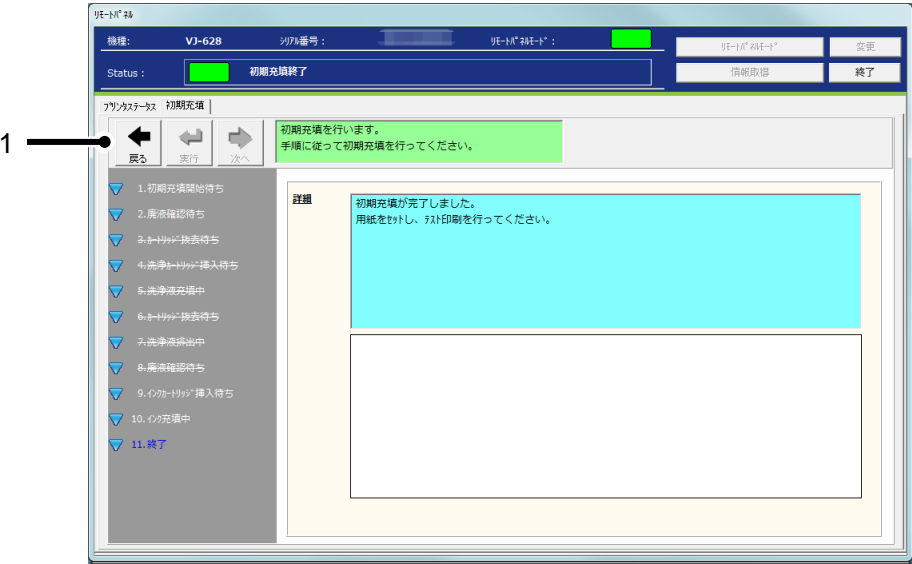 ﾘﾓｰﾄﾊﾟﾈﾙ
機種: VJ-628 ｼﾘｱﾙ番号 : ﾘﾓｰﾄﾊﾟﾈﾙﾓｰﾄﾞ : ﾘﾓｰﾄﾊﾟﾈﾙﾓｰﾄﾞ 変更
Status : 初期充填終了 情報取得 終了
ﾌﾟﾘﾝﾀｽﾃｰﾀｽ 初期充填
1
戻る 実行 次へ
初期充填を行います。
手順に従って初期充填を行ってください。
1.初期充填開始待ち
2.廃液確認待ち
3.ｶｰﾄﾘｯｼﾞ抜去待ち
4.洗浄ｶｰﾄﾘｯｼﾞ挿入待ち
5.洗浄液充填中
6.ｶｰﾄﾘｯｼﾞ抜去待ち
7.洗浄液排出中
8.廃液確認待ち
9.ｲﾝｸｶｰﾄﾘｯｼﾞ挿入待ち
10.ｲﾝｸ充填中
11.終了
詳細
初期充填が完了しました。
用紙をｾｯﾄし、ﾃｽﾄ印刷を行ってください。